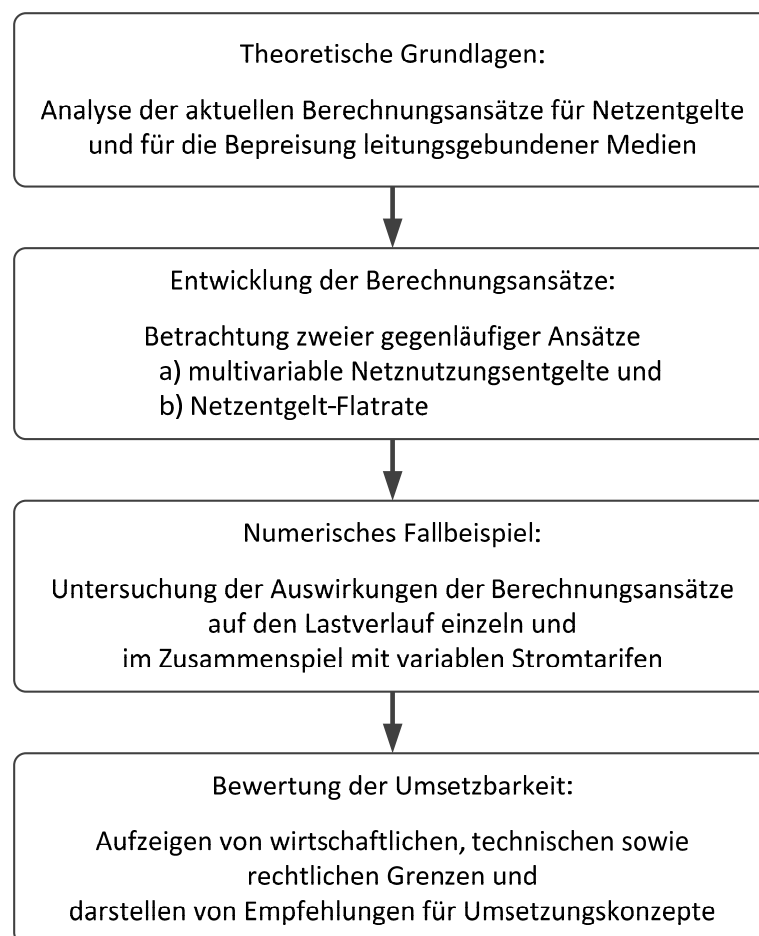 Theoretische Grundlagen:
Analyse der aktuellen Berechnungsansätze für Netzentgelte
und für die Bepreisung leitungsgebundener Medien
Entwicklung der Berechnungsansätze:
Betrachtung zweier gegenläufiger Ansätze
a) multivariable Netznutzungsentgelte und
b) Netzentgelt-Flatrate
Numerisches Fallbeispiel:
Untersuchung der Auswirkungen der Berechnungsansätze
auf den Lastverlauf einzeln und
im Zusammenspiel mit variablen Stromtarifen
Bewertung der Umsetzbarkeit:
Aufzeigen von wirtschaftlichen, technischen sowie
rechtlichen Grenzen und
darstellen von Empfehlungen für Umsetzungskonzepte